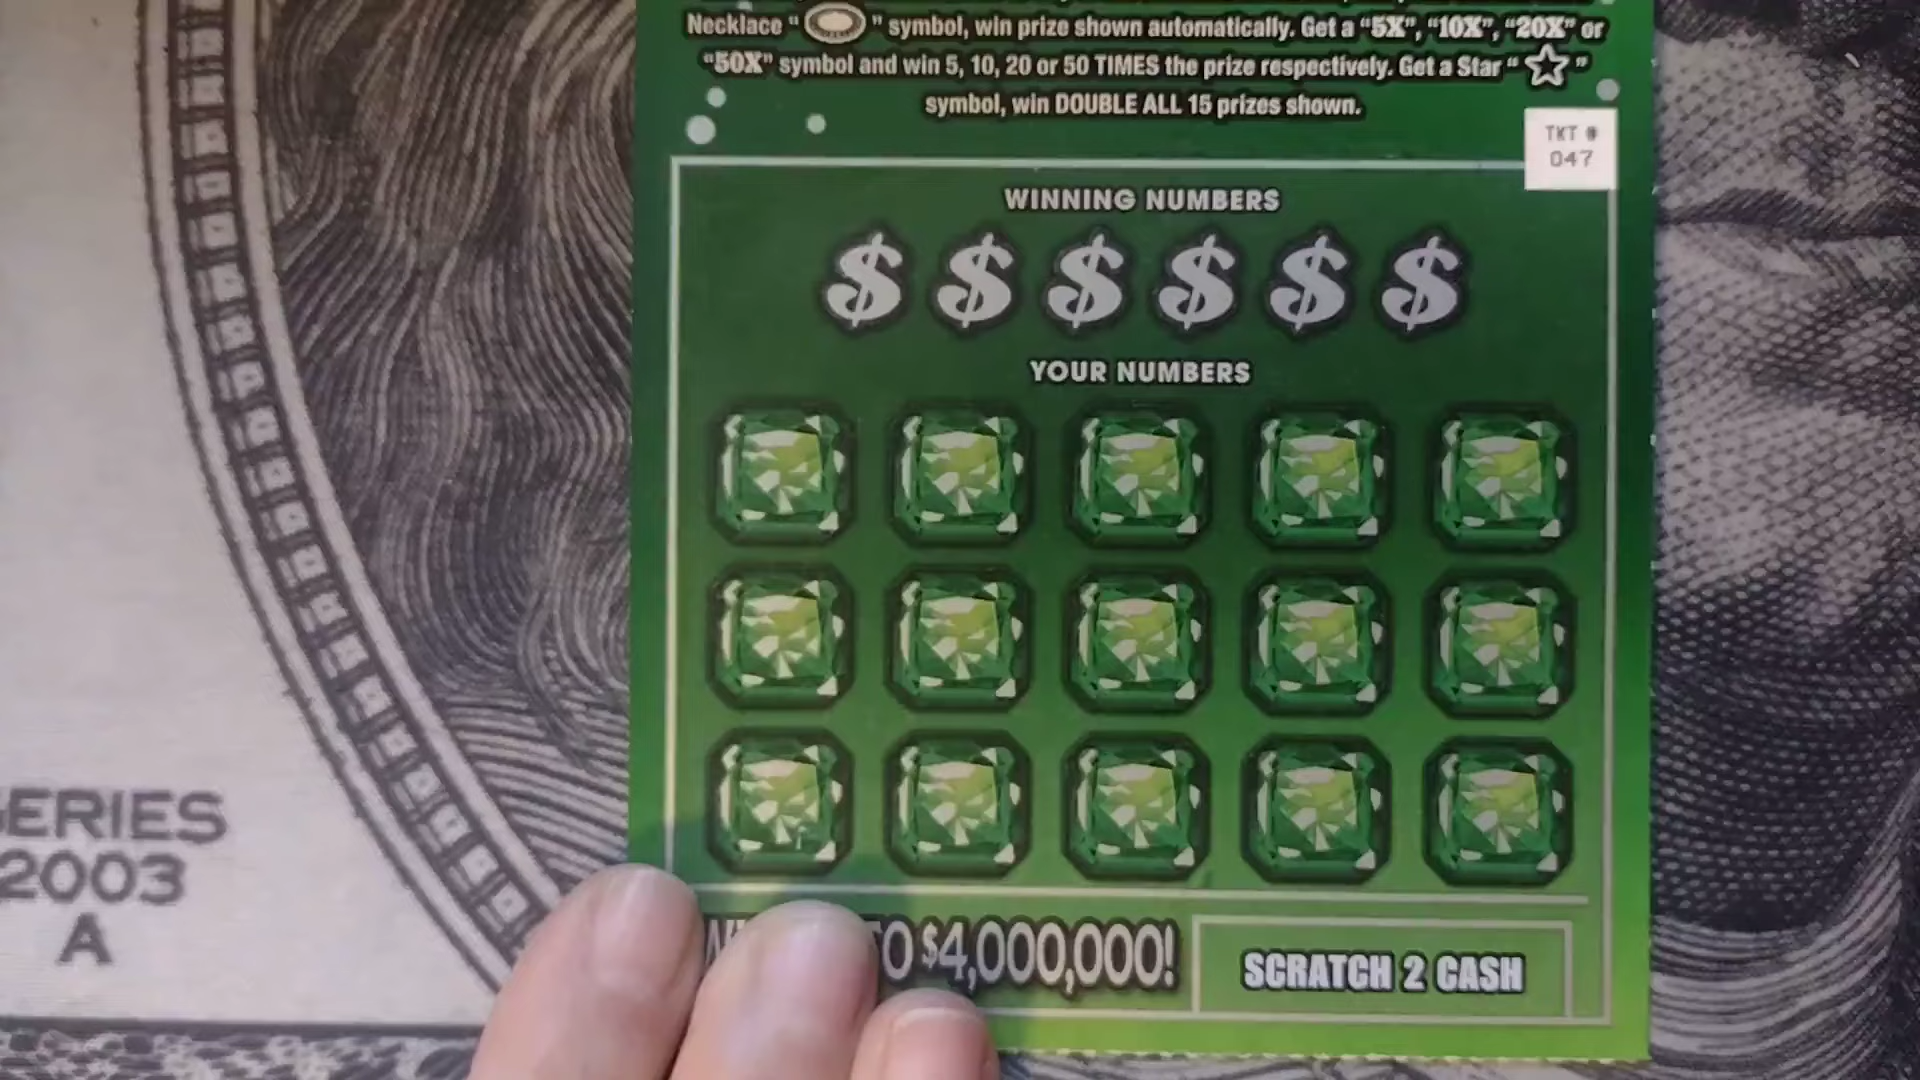 Necklace “ ” symbol, win prize shown automatically. Get a “5X”, “10X”, “20X” or
“50X” symbol and win 5, 10, 20 or 50 TIMES the prize respectively. Get a Star “ ☆ ”
symbol, win DOUBLE ALL 15 prizes shown.
TKT #
047
WINNING NUMBERS
$ $ $ $ $ $
YOUR NUMBERS
$4,000,000!
SCRATCH 2 CASH
SERIES
2003
A